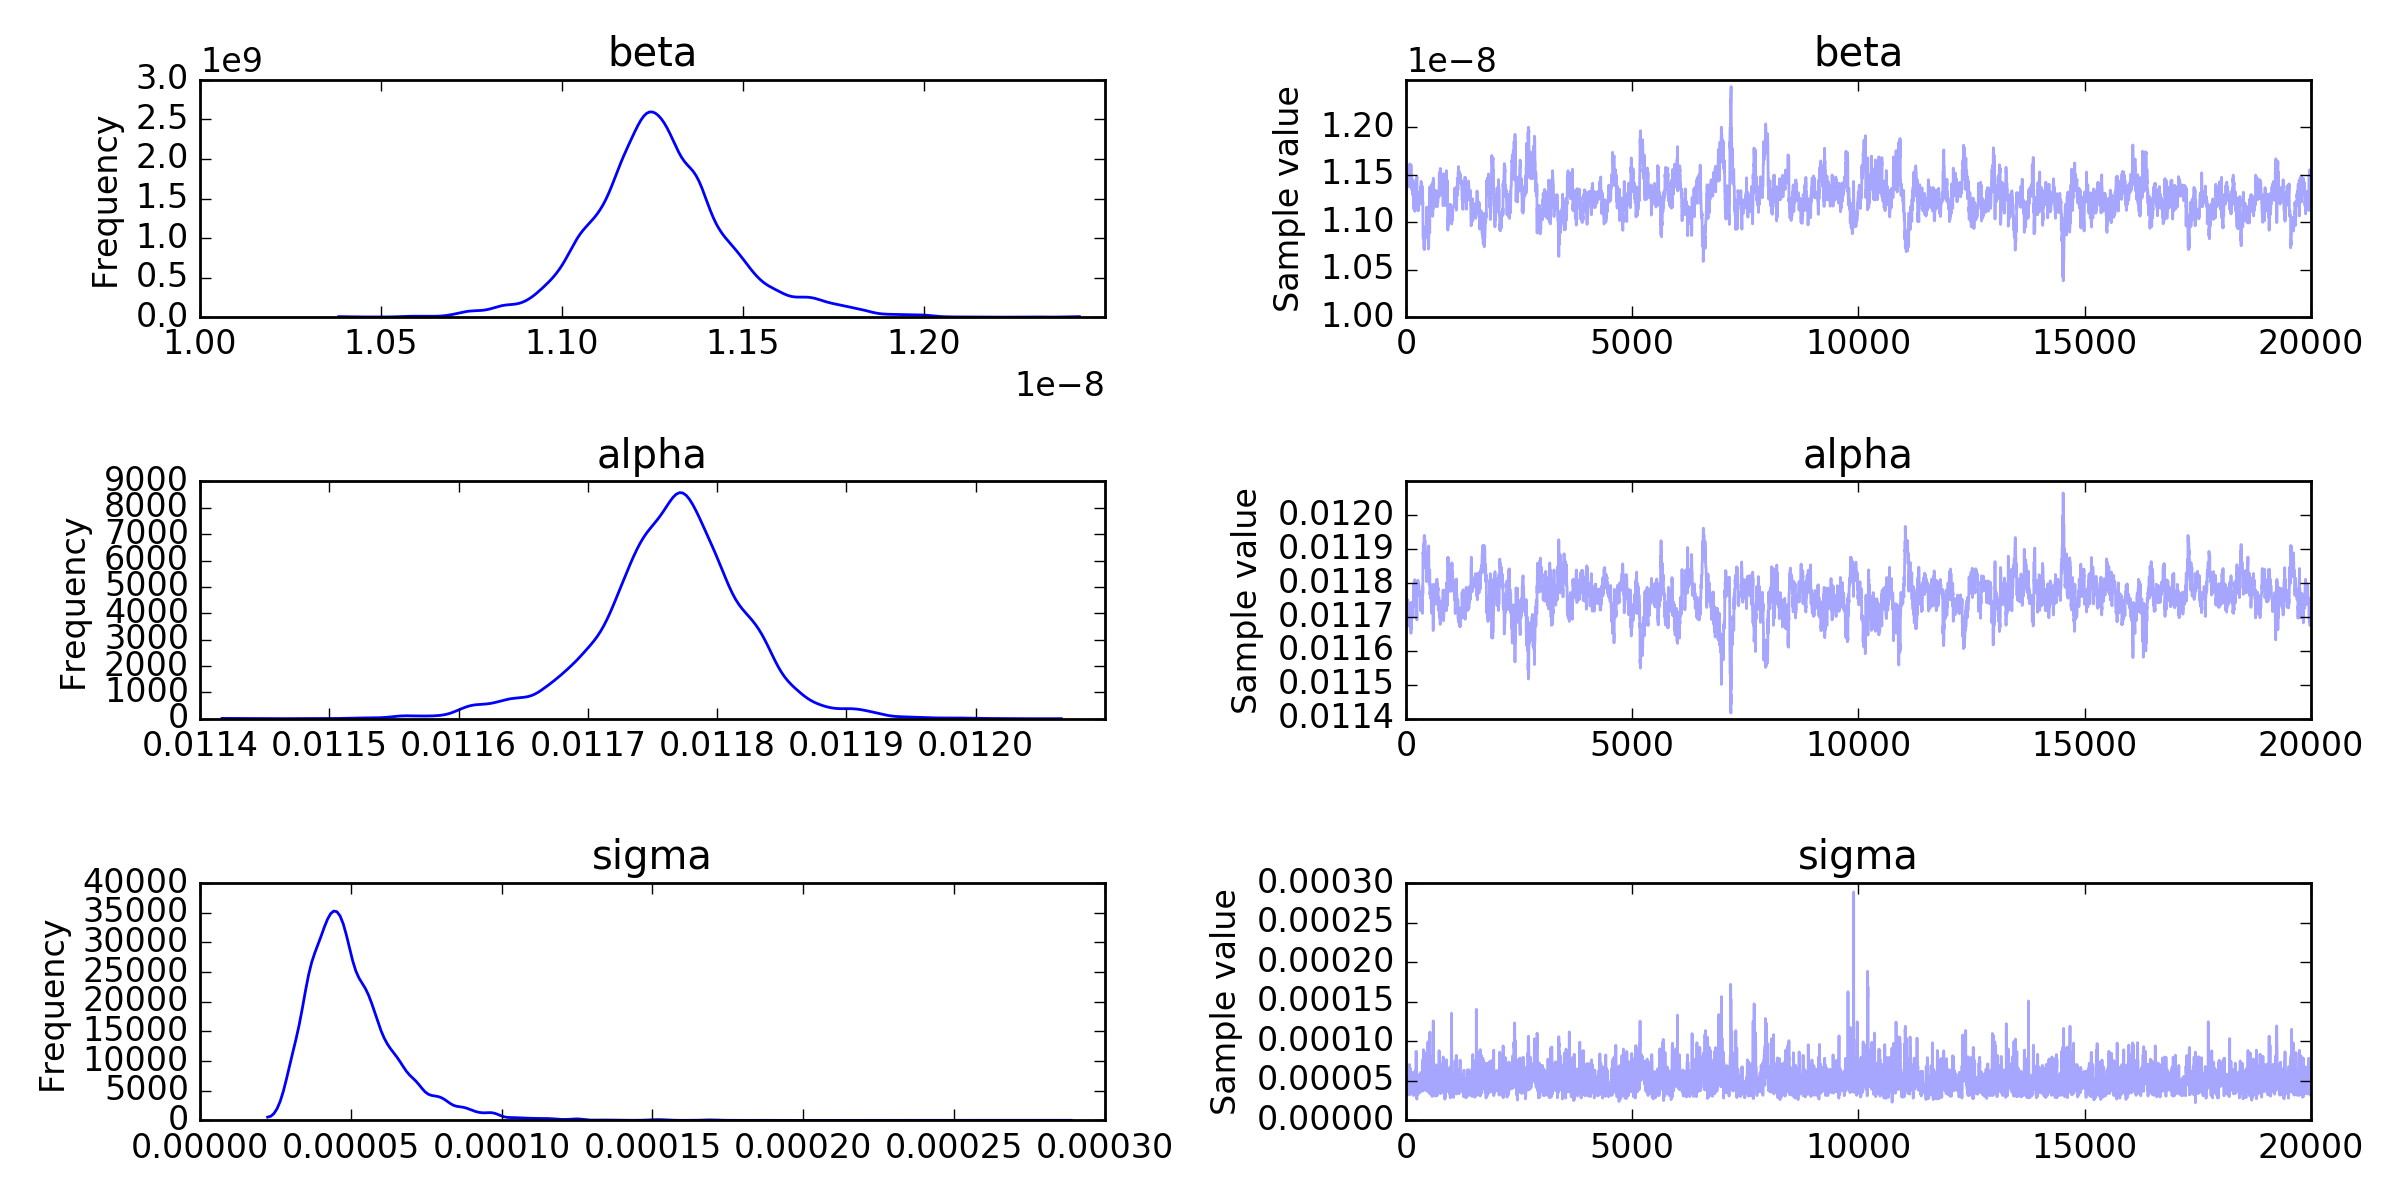 beta
1e9
3.0
2.5
2.0
1.5
1.0
0.5
0.0
Frequency
1.00 1.05 1.10 1.15 1.20
1e−8
beta
1e−8
1.20
1.15
1.10
1.05
1.00
Sample value
0 5000 10000 15000 20000
alpha
9000
8000
7000
6000
5000
4000
3000
2000
1000
0
Frequency
0.0114 0.0115 0.0116 0.0117 0.0118 0.0119 0.0120
alpha
0.0120
0.0119
0.0118
0.0117
0.0116
0.0115
0.0114
Sample value
0 5000 10000 15000 20000
sigma
40000
35000
30000
25000
20000
15000
10000
5000
0
Frequency
0.00000 0.00005 0.00010 0.00015 0.00020 0.00025 0.00030
sigma
0.00030
0.00025
0.00020
0.00015
0.00010
0.00005
0.00000
Sample value
0 5000 10000 15000 20000